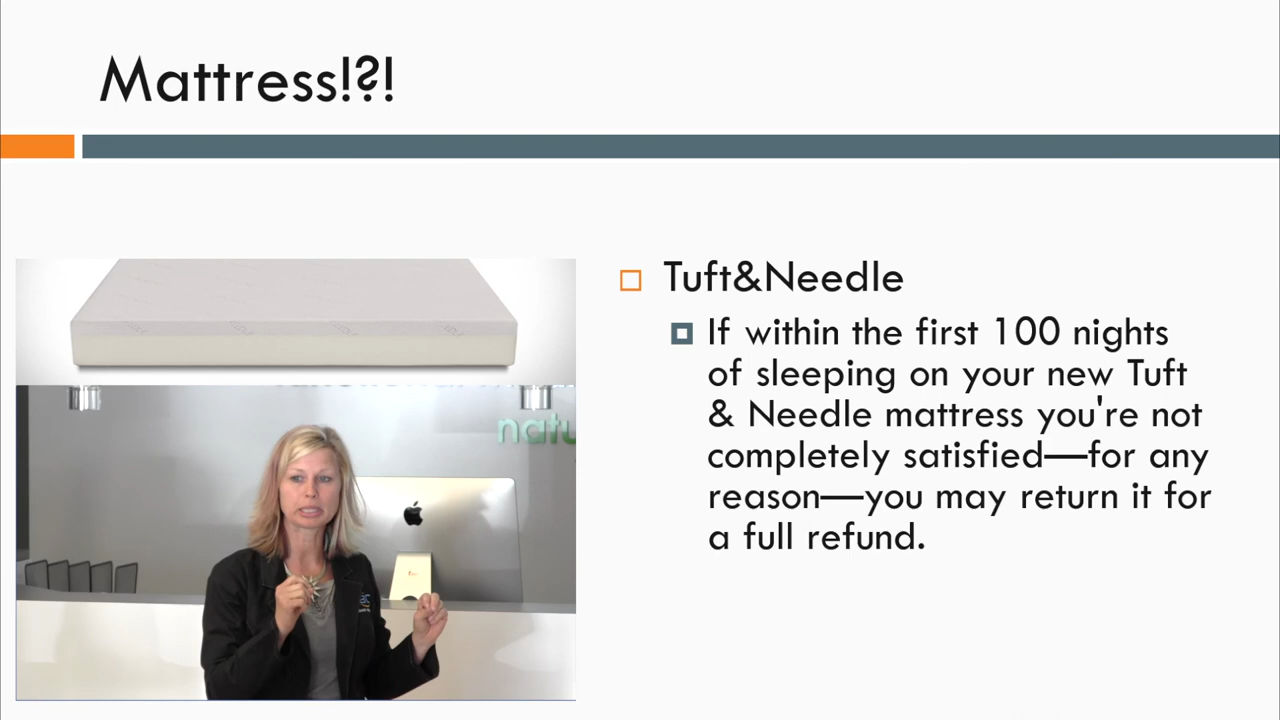 Mattress!?!
Tuft&Needle
If within the first 100 nights
of sleeping on your new Tuft
& Needle mattress you're not
completely satisfied—for any
reason—you may return it for
a full refund.
natu